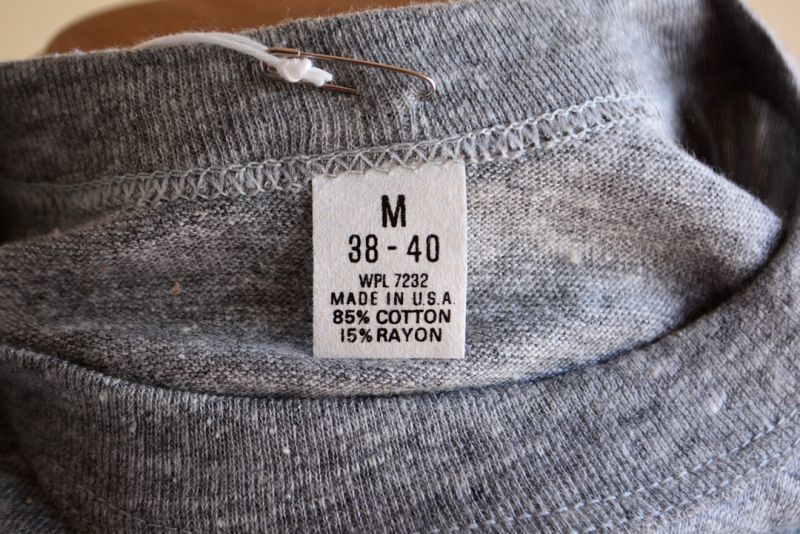 M
38 - 40
WPL 7232
MADE IN U.S.A.
85% COTTON
15% RAYON